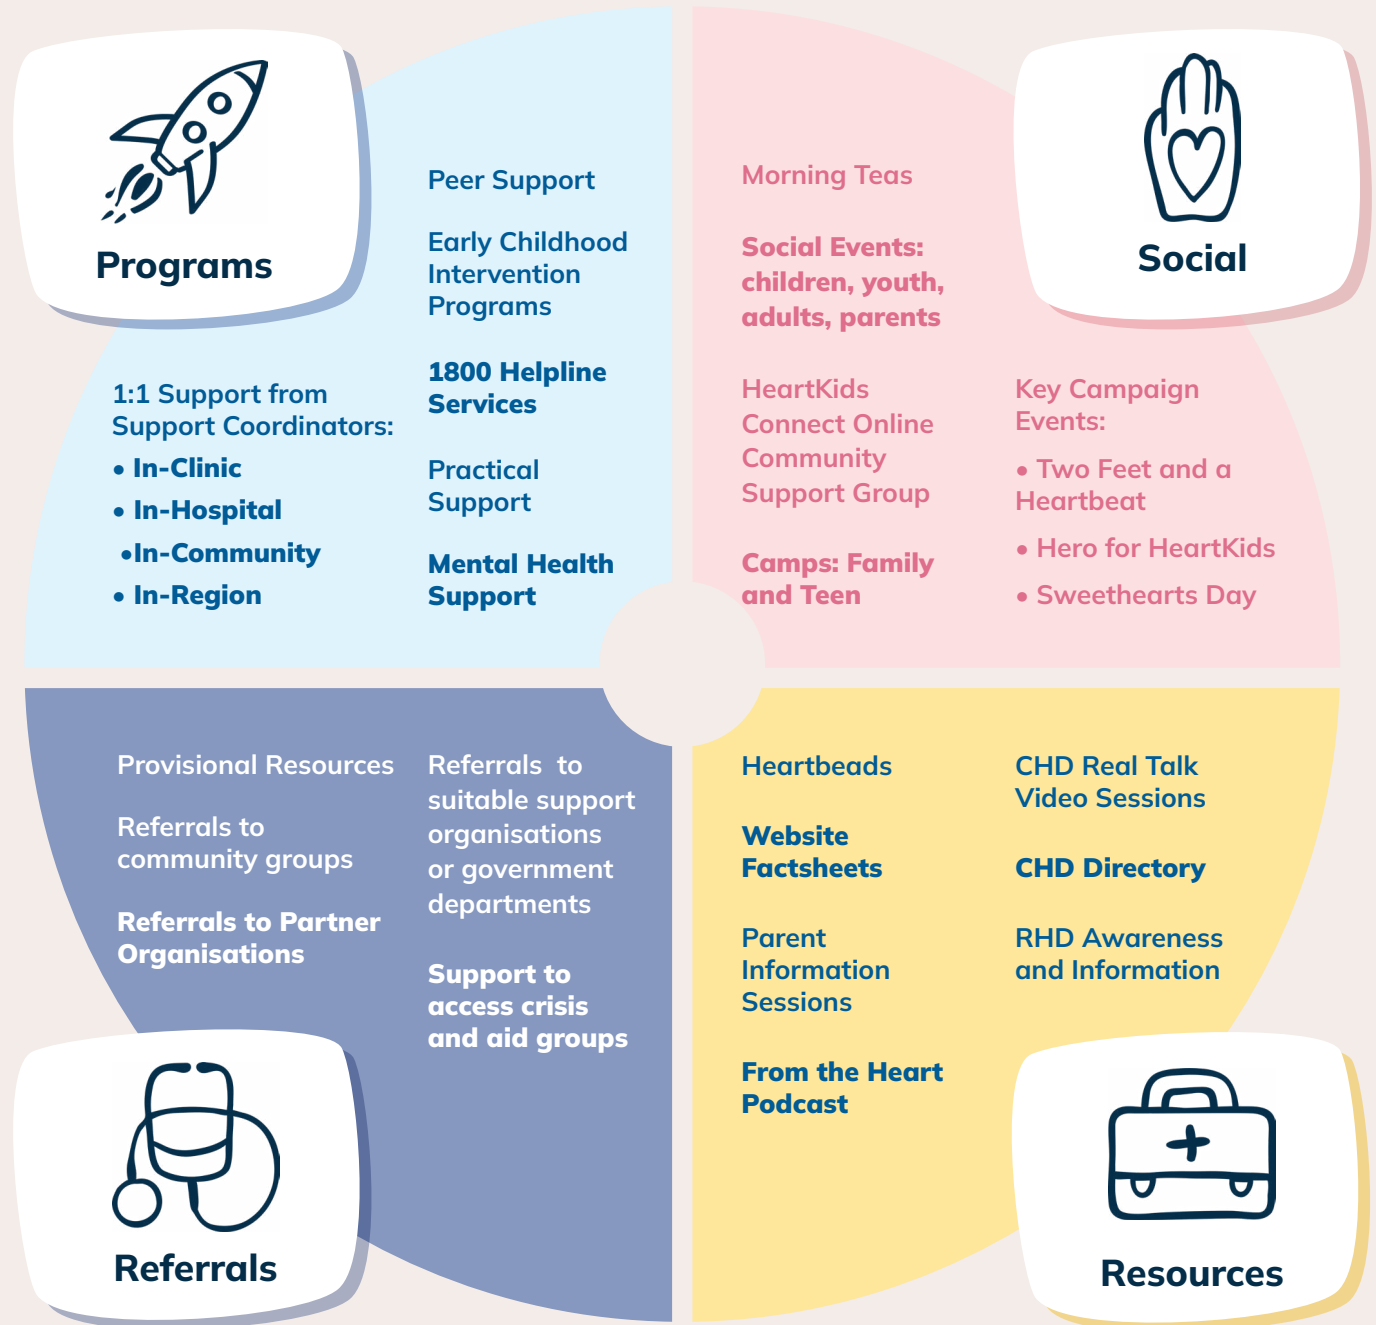 Programs
1:1 Support from
Support Coordinators:
• In-Clinic
• In-Hospital
•In-Community
• In-Region
Peer Support
Early Childhood
Intervention
Programs
1800 Helpline
Services
Practical
Support
Mental Health
Support
Social
Morning Teas
Social Events:
children, youth,
adults, parents
HeartKids
Connect Online
Community
Support Group
Camps: Family
and Teen
Key Campaign
Events:
• Two Feet and a
Heartbeat
• Hero for HeartKids
• Sweethearts Day
Provisional Resources
Referrals to
community groups
Referrals to Partner
Organisations
Referrals to
suitable support
organisations
or government
departments
Support to
access crisis
and aid groups
Referrals
Heartbeads
Website
Factsheets
Parent
Information
Sessions
From the Heart
Podcast
CHD Real Talk
Video Sessions
CHD Directory
RHD Awareness
and Information
Resources